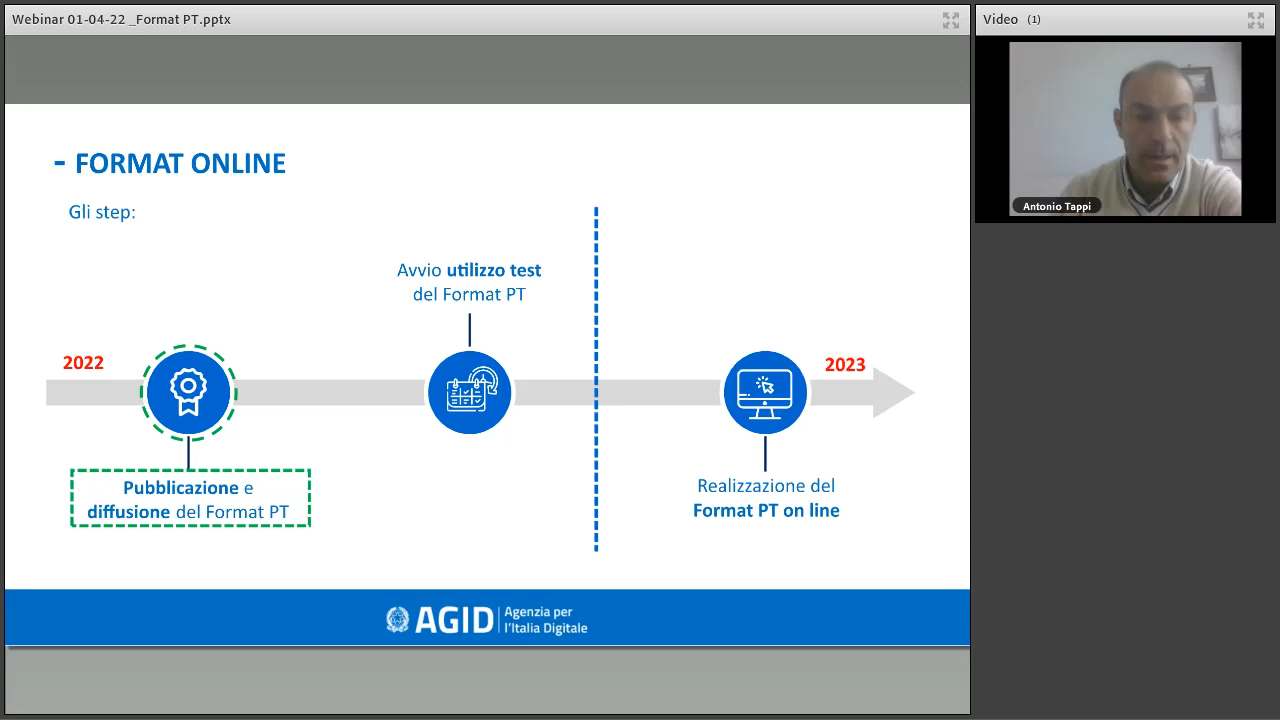 Webinar 01-04-22 _Format PT.pptx
Video (1)
Antonio Tappi
- FORMAT ONLINE
Gli step:
Avvio utilizzo test
del Format PT
2022
2023
Pubblicazione e
diffusione del Format PT
Realizzazione del
Format PT on line
AGID
Agenzia per
l'Italia Digitale